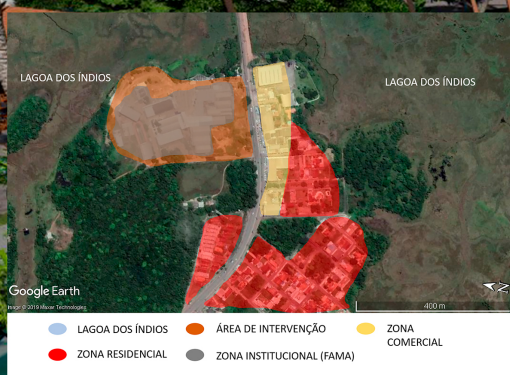 LAGOA DOS ÍNDIOS
LAGOA DOS ÍNDIOS
Google Earth
Image © 2019 Maxar Technologies
400 m
N
LAGOA DOS ÍNDIOS
ÁREA DE INTERVENÇÃO
ZONA
COMERCIAL
ZONA RESIDENCIAL
ZONA INSTITUCIONAL (FAMA)